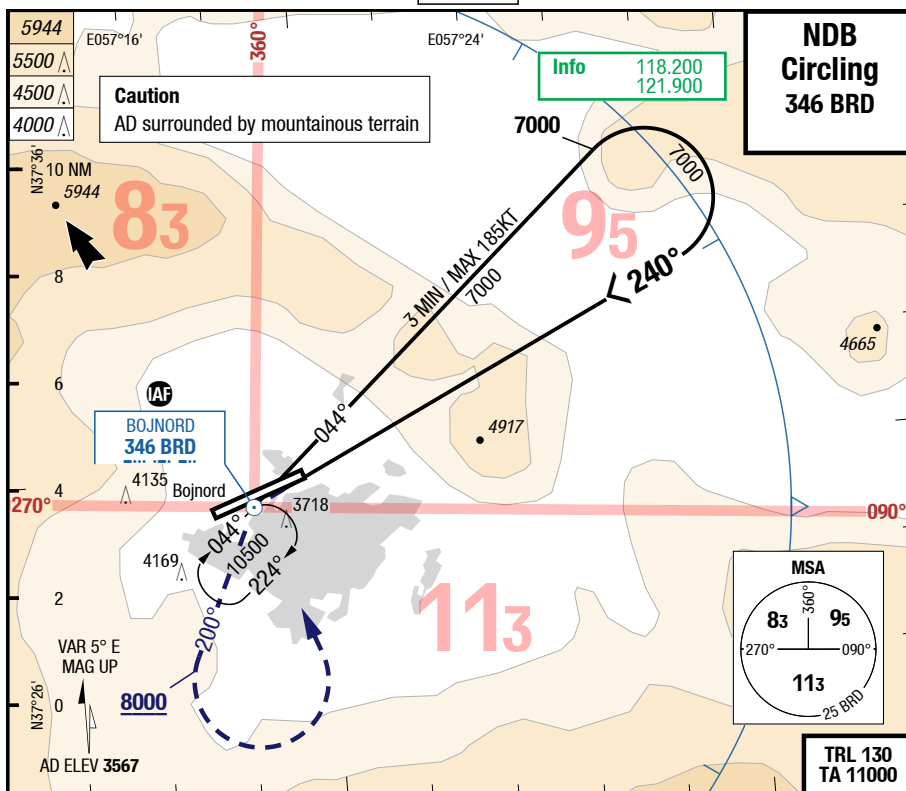 5944
5500
4500
4000
E057°16'
360°
E057°24'
Info 118.200
121.900
NDB
Circling
346 BRD
Caution
AD surrounded by mountainous terrain
7000
7000
N37°36'
10 NM
5944
83
95
3 MIN / MAX 185KT
7000
< 240°
8
4665
6
IAF
BOJNORD
346 BRD
044°
4917
4135
Bojnord
4
270°
3718
090°
044°
10500
224°
4169
2
200°
113
MSA
360°
83
95
270°
090°
113
25 BRD
VAR 5° E
MAG UP
N37°26'
0
8000
AD ELEV 3567
TRL 130
TA 11000